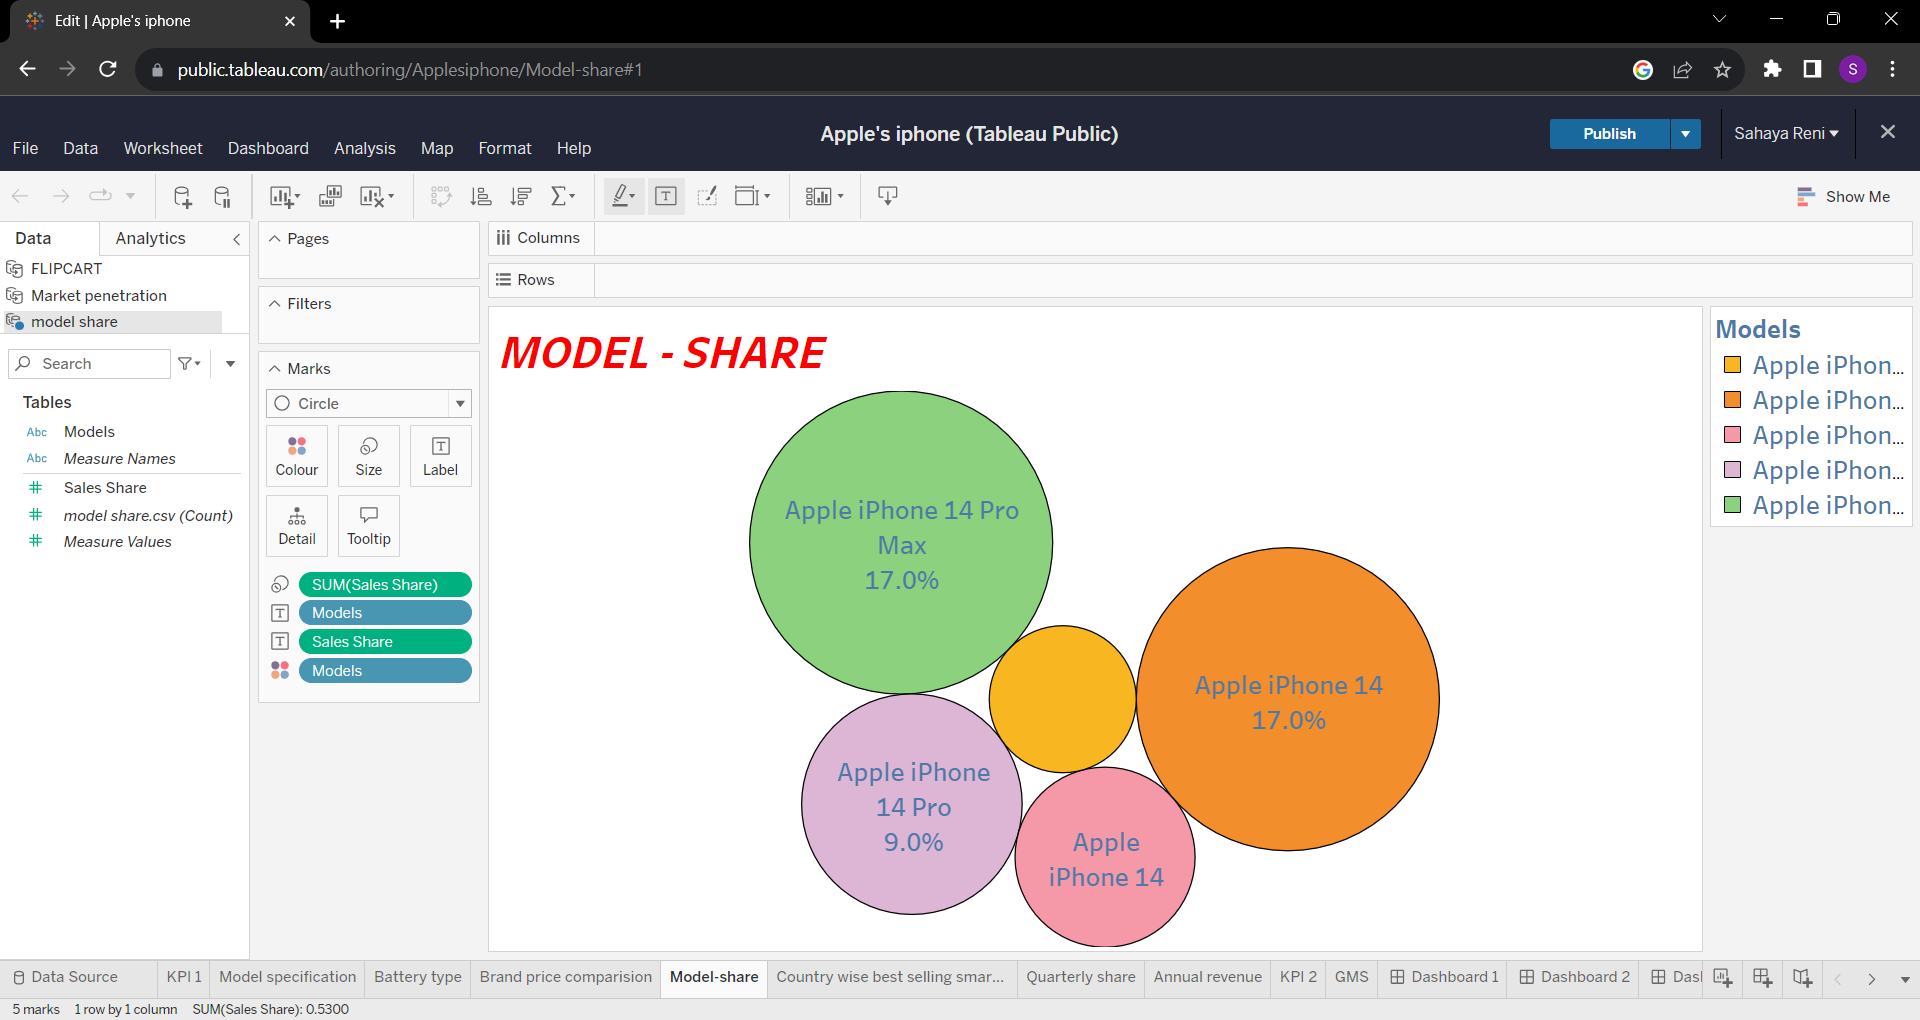 Edit | Apple's iphone
public.tableau.com/authoring/Applesiphone/Model-share#1
S
File Data Worksheet Dashboard Analysis Map Format Help
Apple's iphone (Tableau Public)
Publish
Sahaya Reni
Show Me
Data Analytics
FLIPCART
Market penetration
model share
Search
Tables
Abc Models
Abc Measure Names
Sales Share
model share.csv (Count)
Measure Values
Pages
Filters
Marks
Circle
Colour Size Label
Detail Tooltip
SUM(Sales Share)
Models
Sales Share
Models
Columns
Rows
MODEL - SHARE
Apple iPhone 14 Pro
Max
17.0%
Apple iPhone 14
17.0%
Apple iPhone
14 Pro
9.0%
Apple
iPhone 14
Models
Apple iPhon...
Apple iPhon...
Apple iPhon...
Apple iPhon...
Apple iPhon...
Data Source KPI 1 Model specification Battery type Brand price comparision Model-share Country wise best selling smar... Quarterly share Annual revenue KPI 2 GMS Dashboard 1 Dashboard 2 Das
5 marks 1 row by 1 column SUM(Sales Share): 0.5300